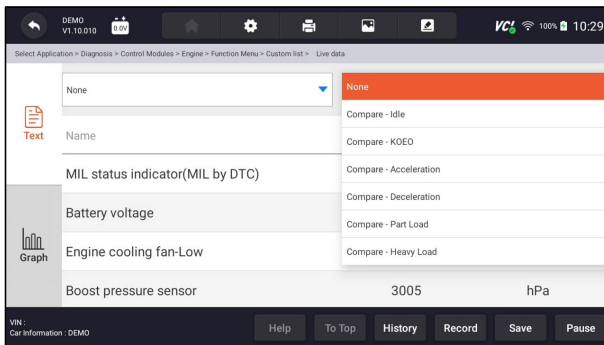 DEMO
V1.10.010
0.0V
VCI 100% 10:29
Select Application > Diagnosis > Control Modules > Engine > Function Menu > Custom list > Live data
None
None
Compare - Idle
Text
Name
Compare - KOEO
MIL status indicator(MIL by DTC)
Compare - Acceleration
Compare - Deceleration
Battery voltage
Compare - Part Load
Graph
Engine cooling fan-Low
Compare - Heavy Load
Boost pressure sensor 3005 hPa
VIN :
Car Information : DEMO
Help To Top History Record Save Pause